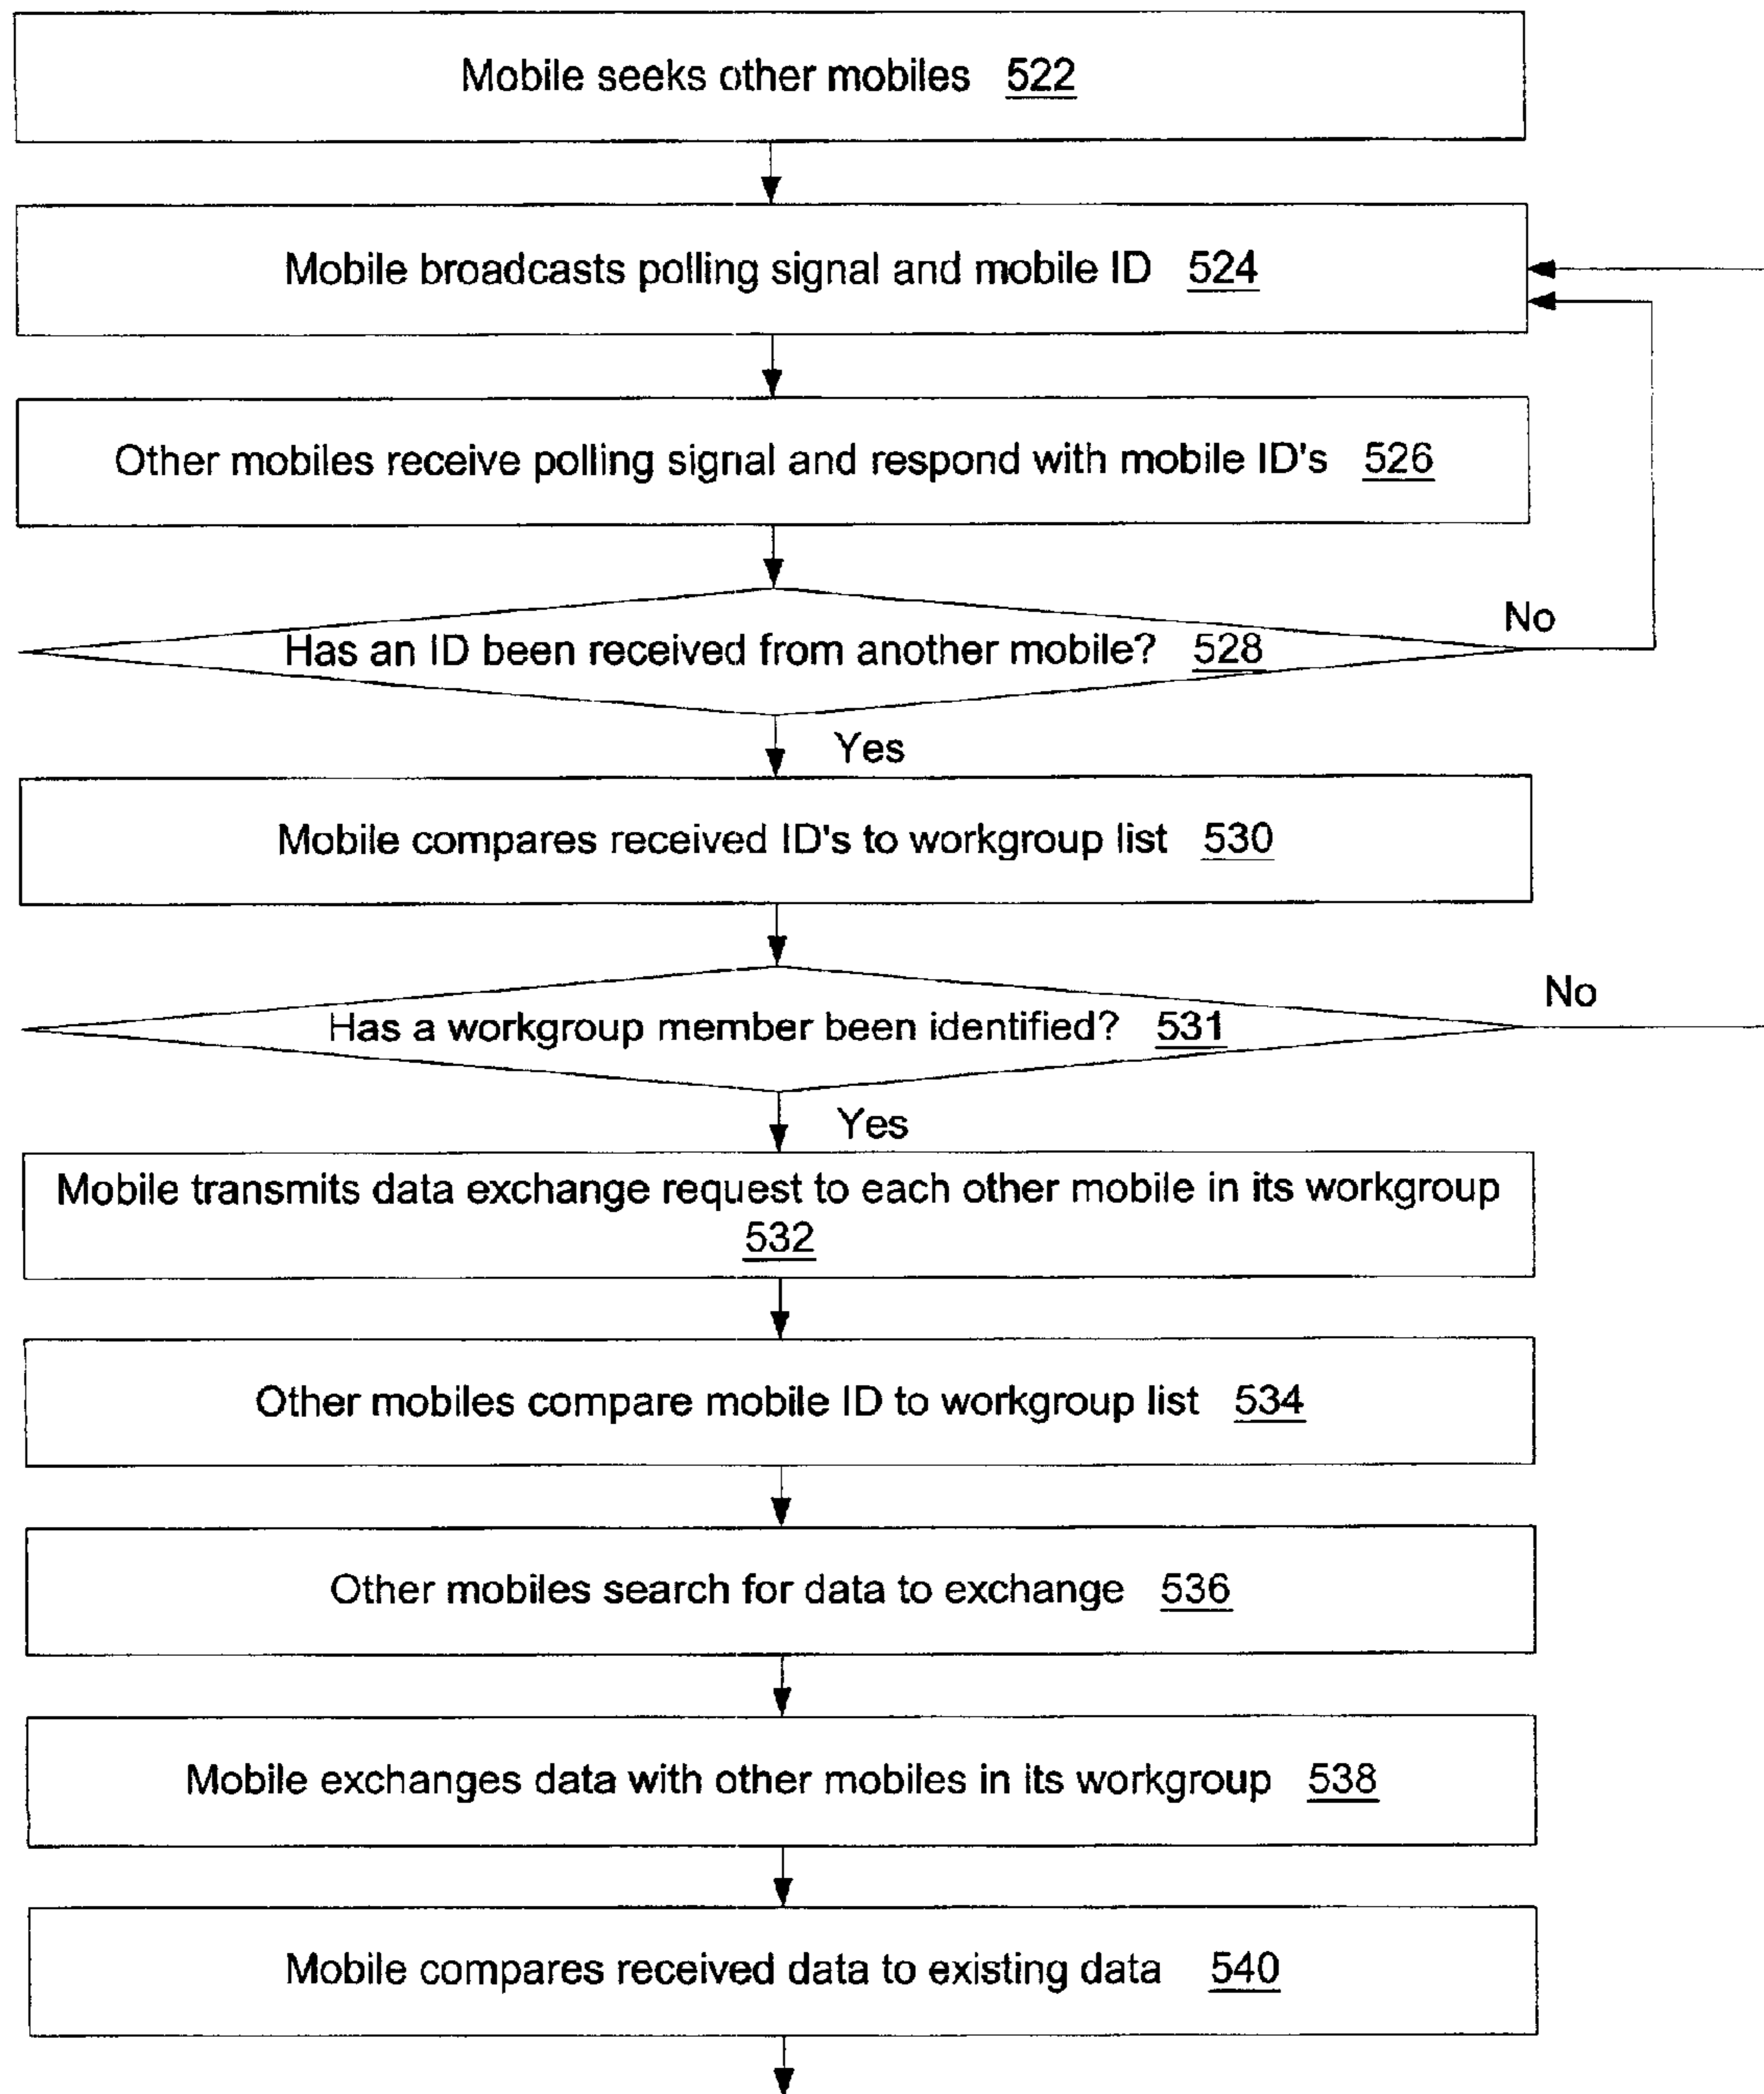 Mobile seeks other mobiles 522
Mobile broadcasts polling signal and mobile ID 524
Other mobiles receive polling signal and respond with mobile ID's 526
No
Has an ID been received from another mobile? 528
Yes
Mobile compares received ID's to workgroup list 530
No
Has a workgroup member been identified? 531
Yes
Mobile transmits data exchange request to each other mobile in its workgroup
532
Other mobiles compare mobile ID to workgroup list 534
Other mobiles search for data to exchange 536
Mobile exchanges data with other mobiles in its workgroup 538
Mobile compares received data to existing data 540